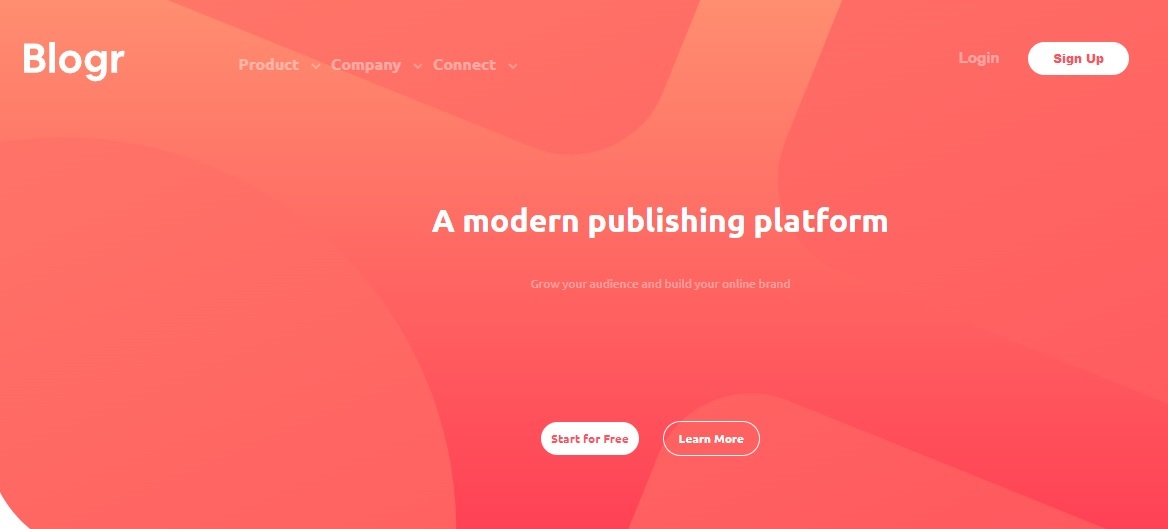 Blogr
Product Company Connect
Login
Sign Up
A modern publishing platform
Grow your audience and build your online brand
Start for Free
Learn More